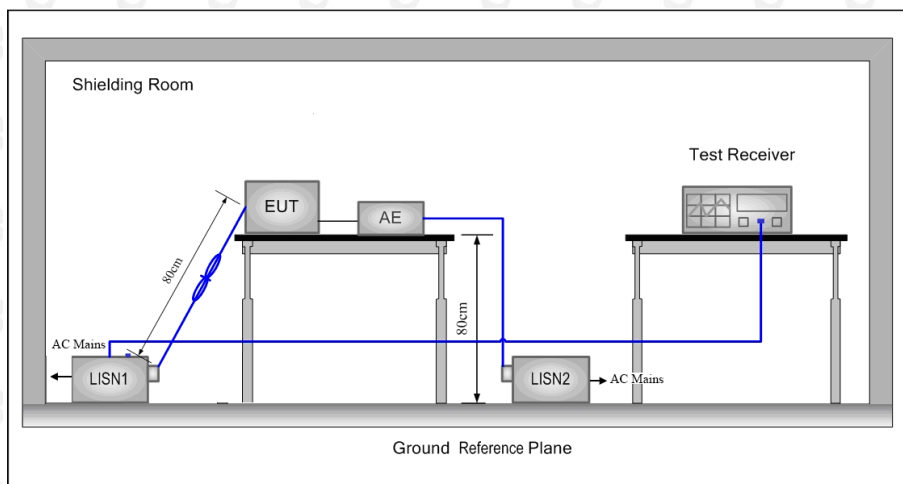 Shielding Room
Test Receiver
EUT
AE
80cm
80cm
AC Mains
LISN1
LISN2
AC Mains
Ground Reference Plane